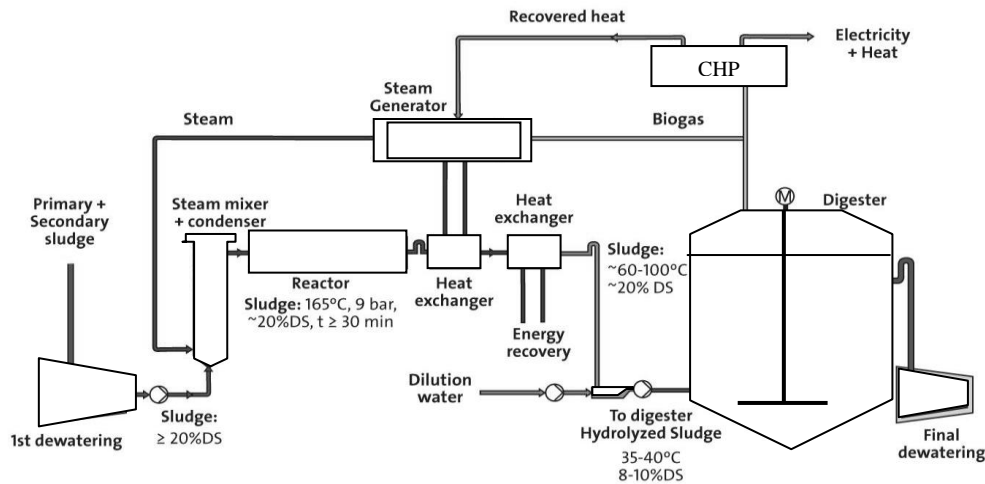 Recovered heat
Electricity
+ Heat
CHP
Steam
Generator
Steam
Biogas
Primary +
Secondary
sludge
Steam mixer
+ condenser
Heat
exchanger
M
Digester
Sludge:
~60-100°C
~20% DS
Reactor
Sludge: 165°C, 9 bar,
~20%DS, t ≥ 30 min
Heat
exchanger
Energy
recovery
Dilution
water
1st dewatering
Sludge:
≥ 20%DS
To digester
Hydrolyzed Sludge
35-40°C
8-10%DS
Final
dewatering